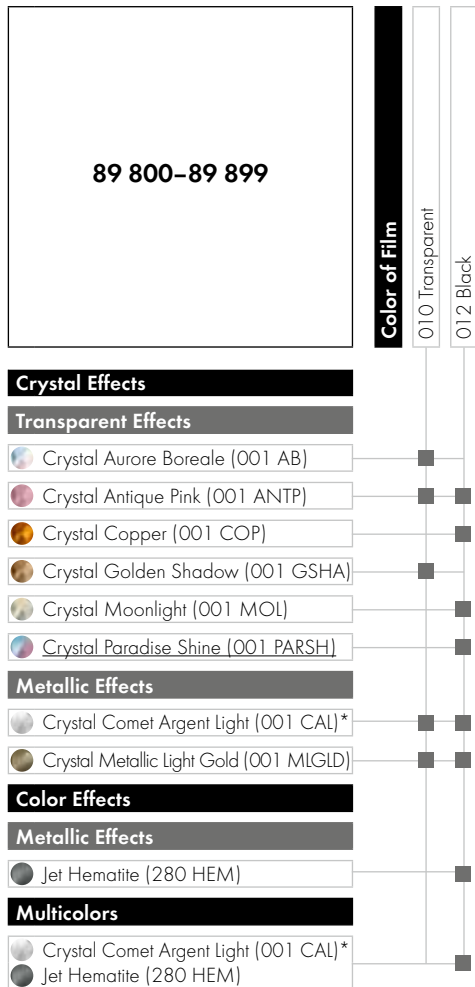 89 800–89 899
Color of Film
010 Transparent
012 Black
Crystal Effects
Transparent Effects
Crystal Aurore Boreale (001 AB)
Crystal Antique Pink (001 ANTP)
Crystal Copper (001 COP)
Crystal Golden Shadow (001 GSHA)
Crystal Moonlight (001 MOL)
Crystal Paradise Shine (001 PARSH)
Metallic Effects
Crystal Comet Argent Light (001 CAL)*
Crystal Metallic Light Gold (001 MLGLD)
Color Effects
Metallic Effects
Jet Hematite (280 HEM)
Multicolors
Crystal Comet Argent Light (001 CAL)*
Jet Hematite (280 HEM)